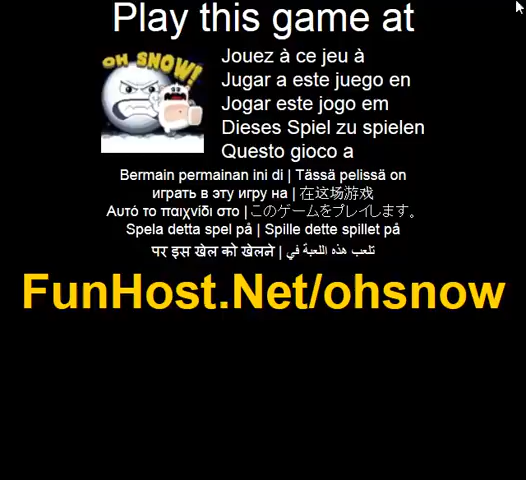 Play this game at
OH SNOW!
Jouez à ce jeu à
Jugar a este juego en
Jogar este jogo em
Dieses Spiel zu spielen
Questo gioco a
Bermain permainan ini di | Tässä pelissä on
играть в эту игру на | 在这场游戏
Αυτό το παιχνίδι στο | このゲームをプレイします。
Spela detta spel på | Spille dette spillet på
पर इस खेल को खेलने | تلعب هذه اللعبة في
FunHost.Net/ohsnow